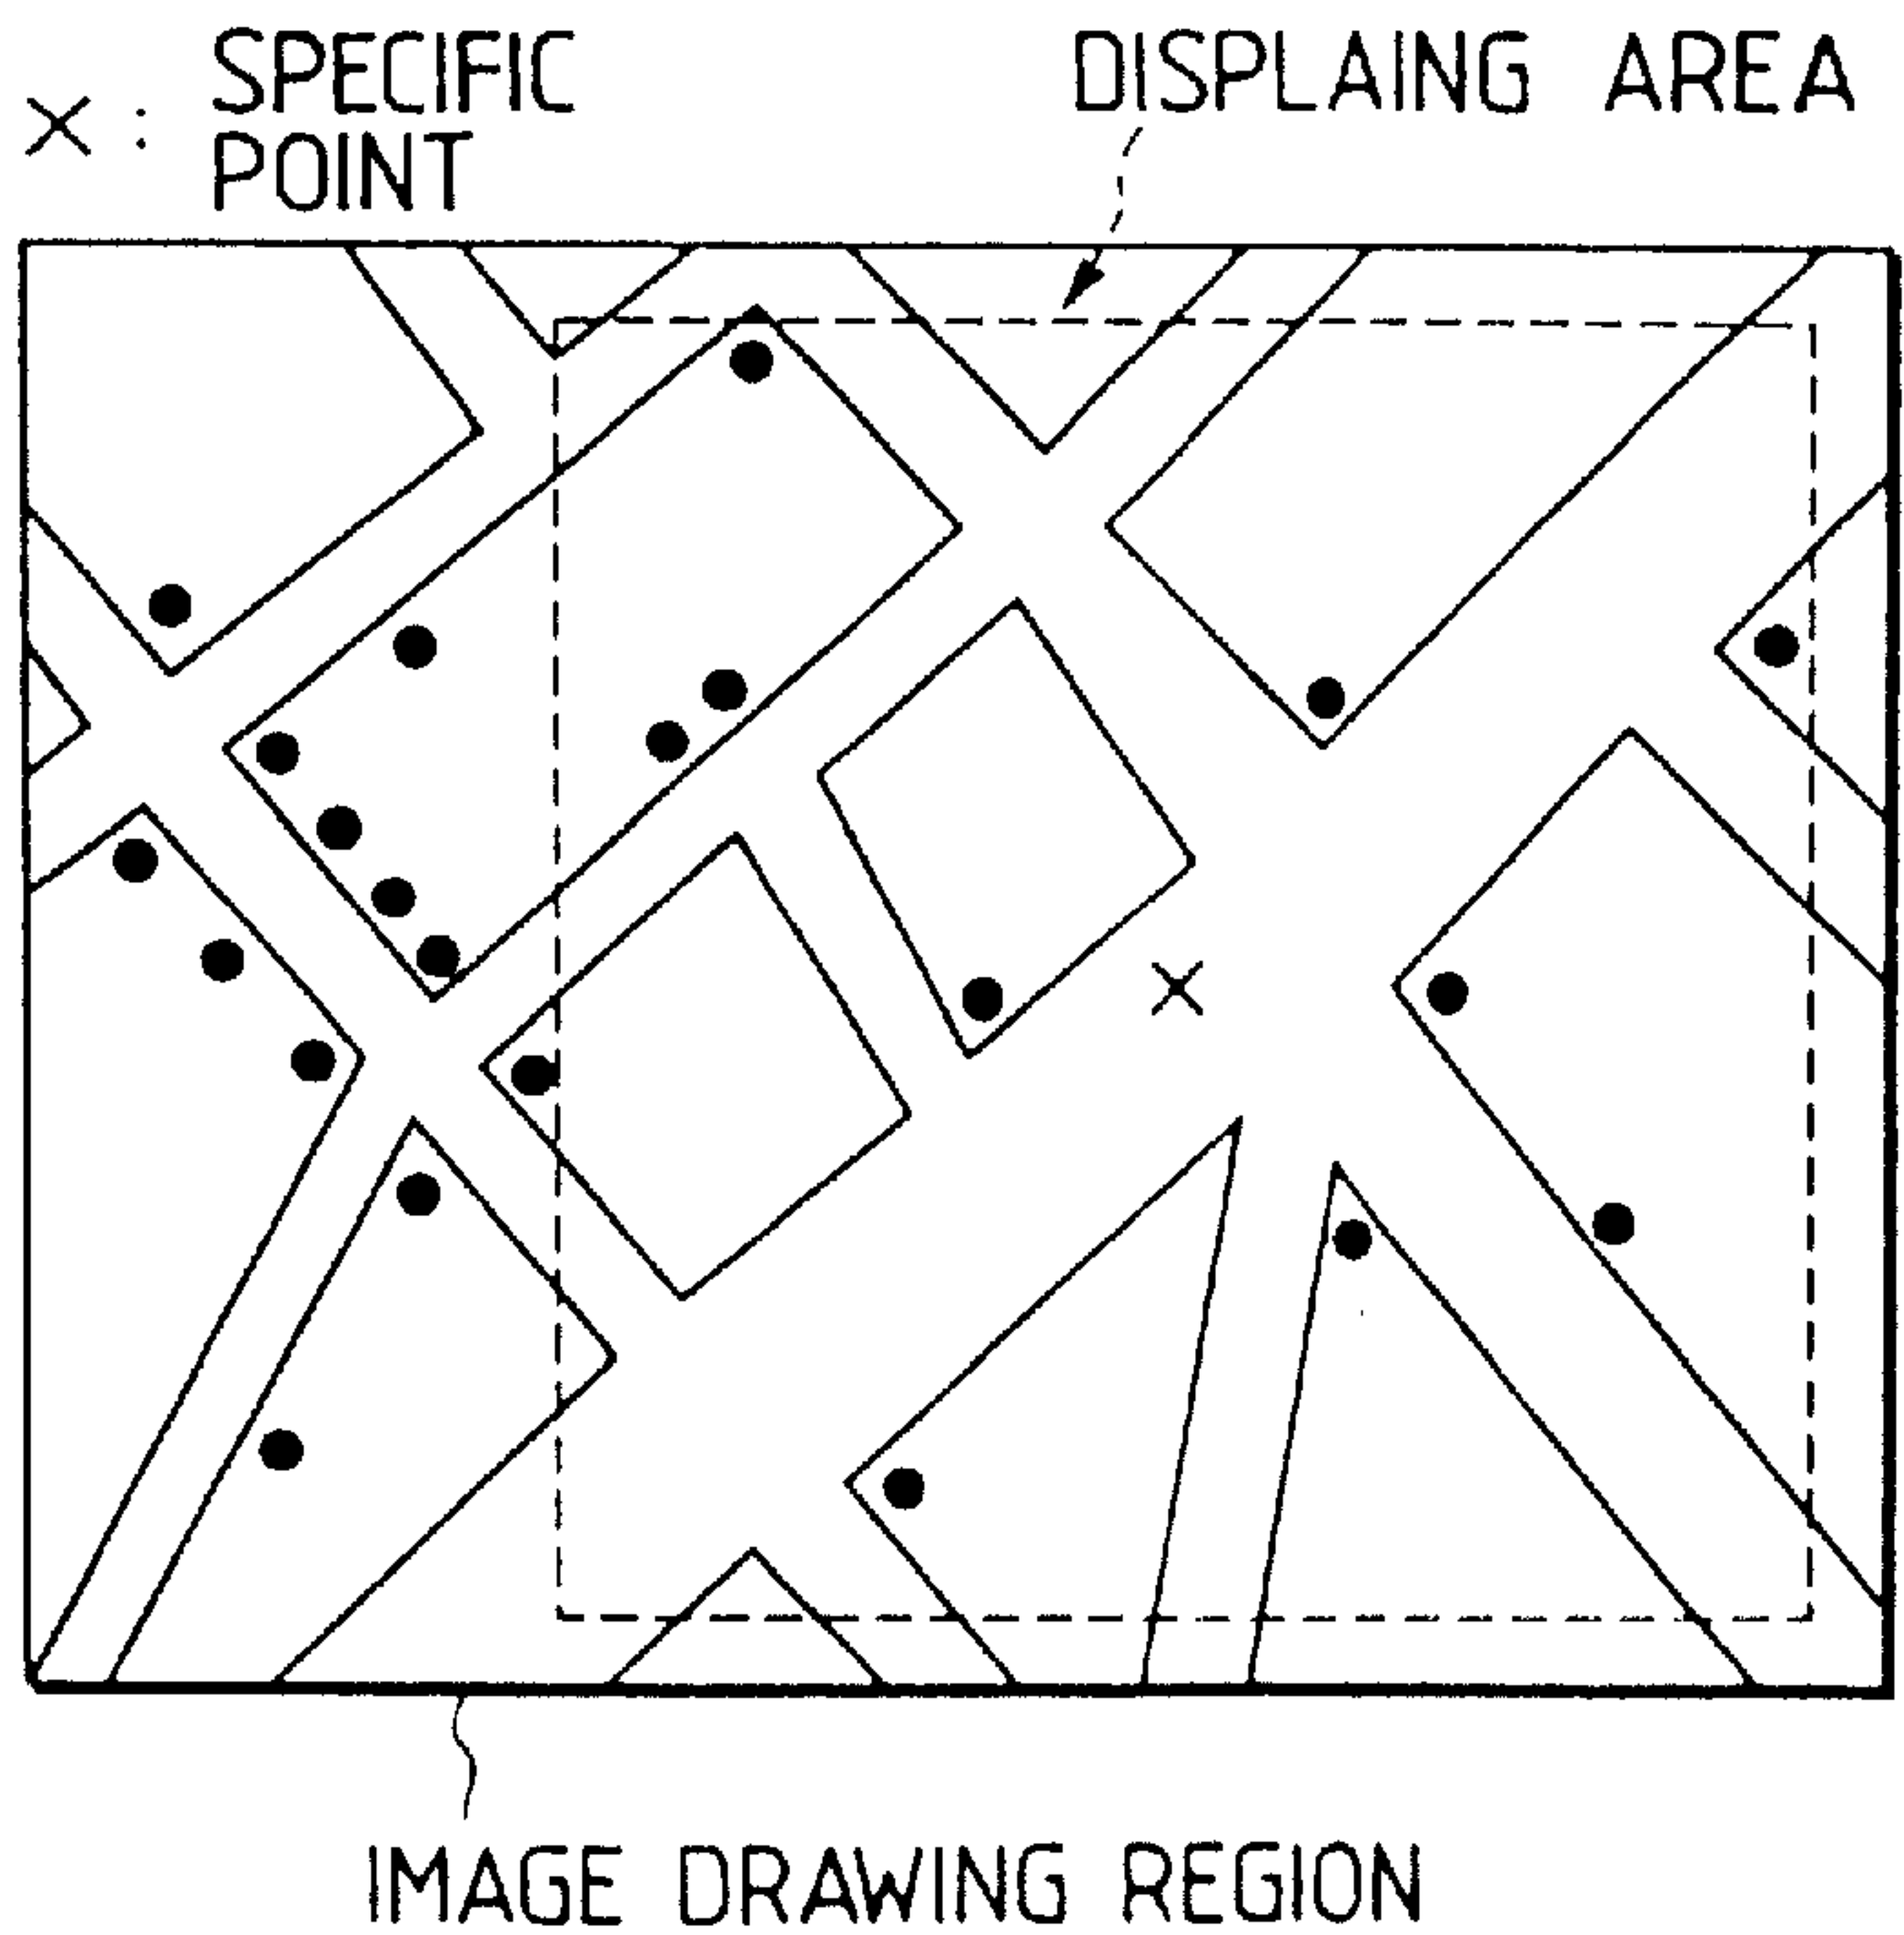 × : SPECIFIC
POINT
DISPLAING AREA
IMAGE DRAWING REGION